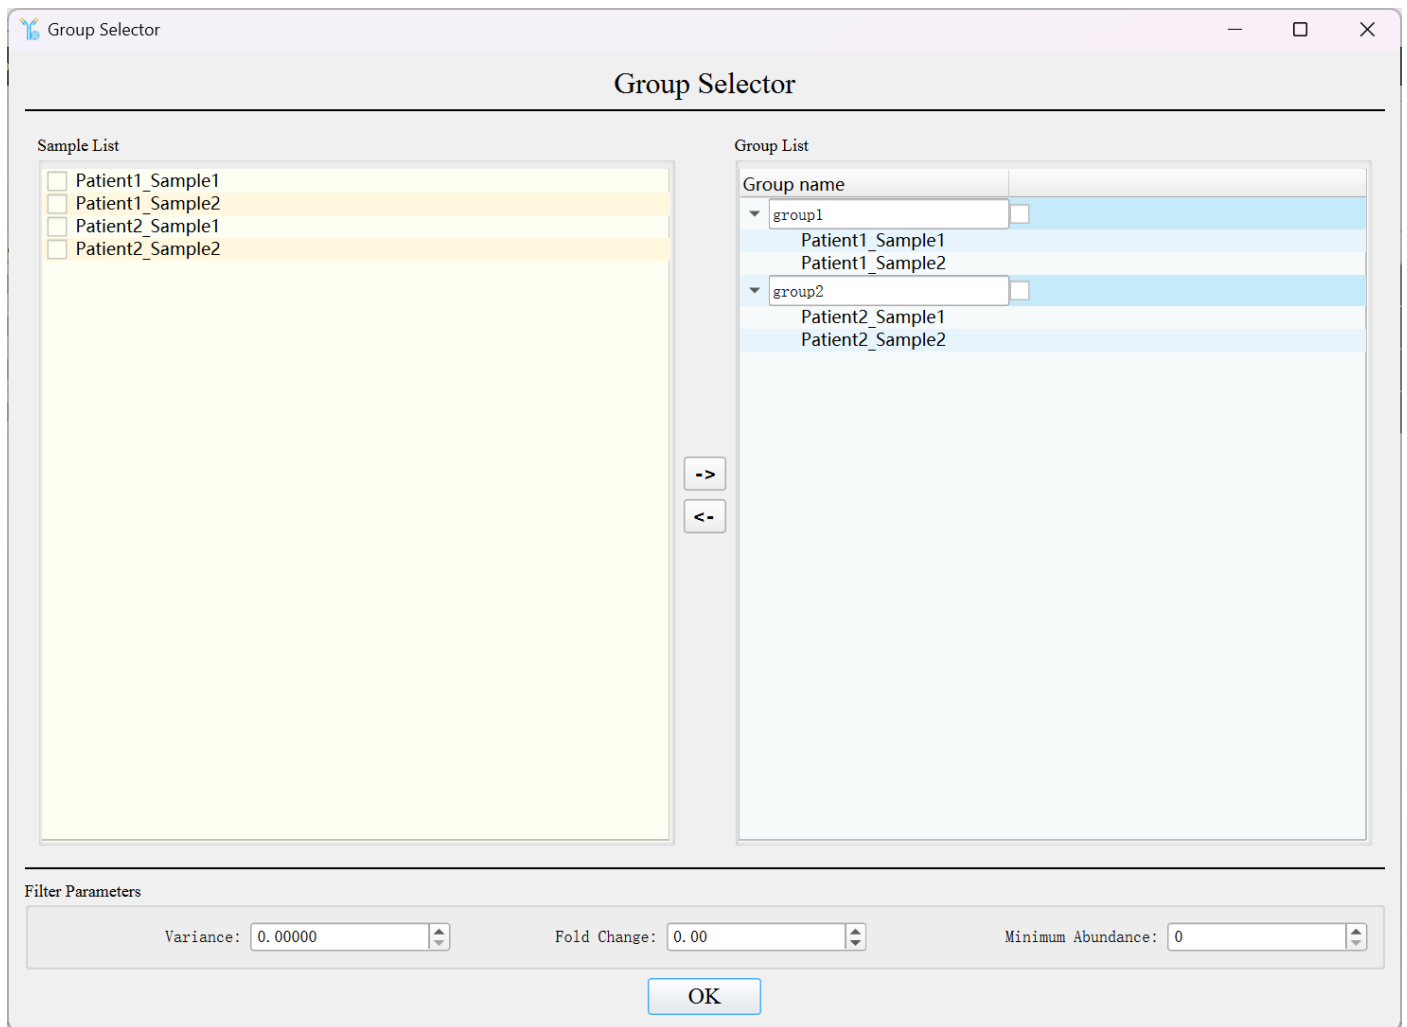 Group Selector
Group Selector
Sample List
Patient1_Sample1
Patient1_Sample2
Patient2_Sample1
Patient2_Sample2
->
<-
Group List
Group name
group1
Patient1_Sample1
Patient1_Sample2
group2
Patient2_Sample1
Patient2_Sample2
Filter Parameters
Variance: 0.00000 Fold Change: 0.00 Minimum Abundance: 0
OK